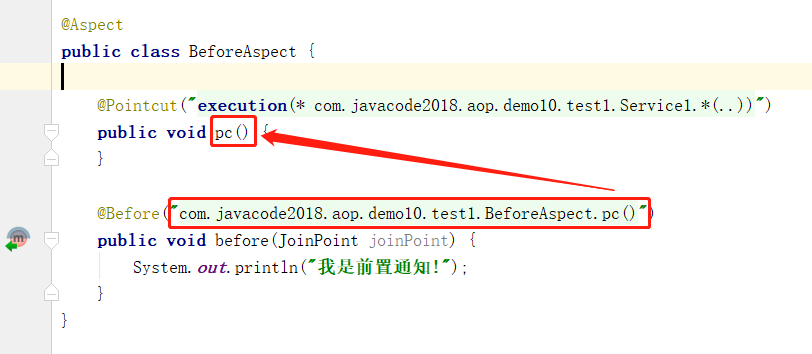 @Aspect
public class BeforeAspect {
@Pointcut("execution(* com.javacode2018.aop.demo10.test1.Service1.*(..))")
public void pc() {
}
@Before("com.javacode2018.aop.demo10.test1.BeforeAspect.pc()")
public void before(JoinPoint joinPoint) {
System.out.println("我是前置通知!");
}
}